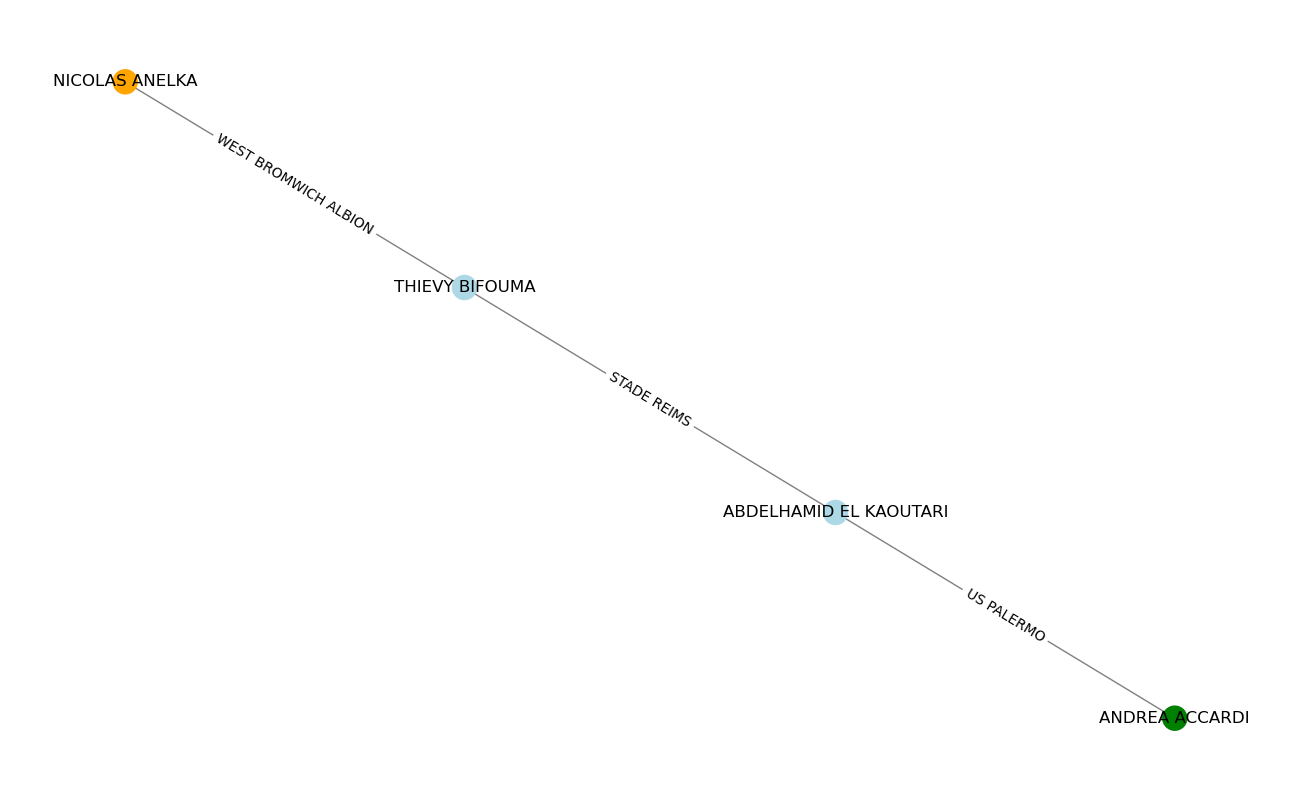 NICOLAS ANELKA
WEST BROMWICH ALBION
THIEVY BIFOUMA
STADE REIMS
ABDELHAMID EL KAOUTARI
US PALERMO
ANDREA ACCARDI